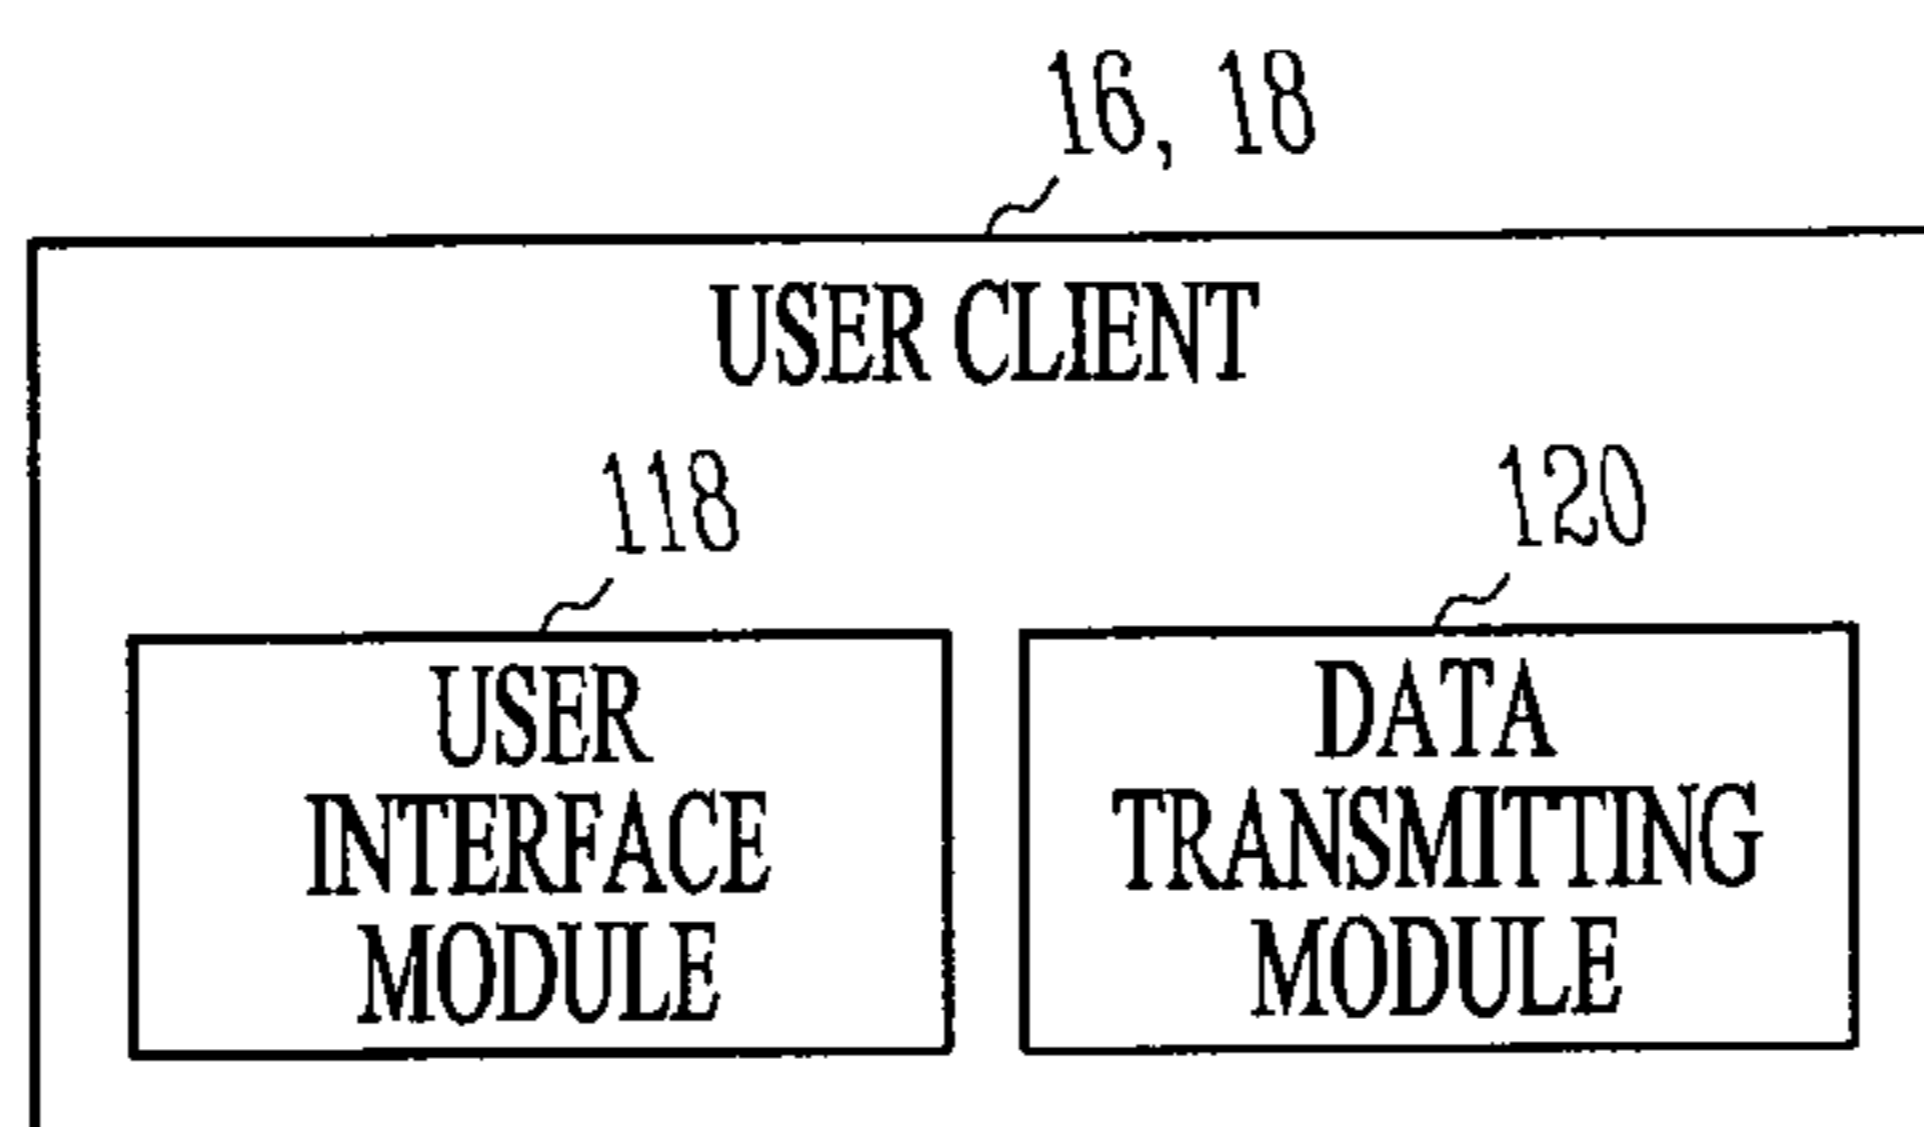 16, 18
USER CLIENT
118
120
USER
INTERFACE
MODULE
DATA
TRANSMITTING
MODULE